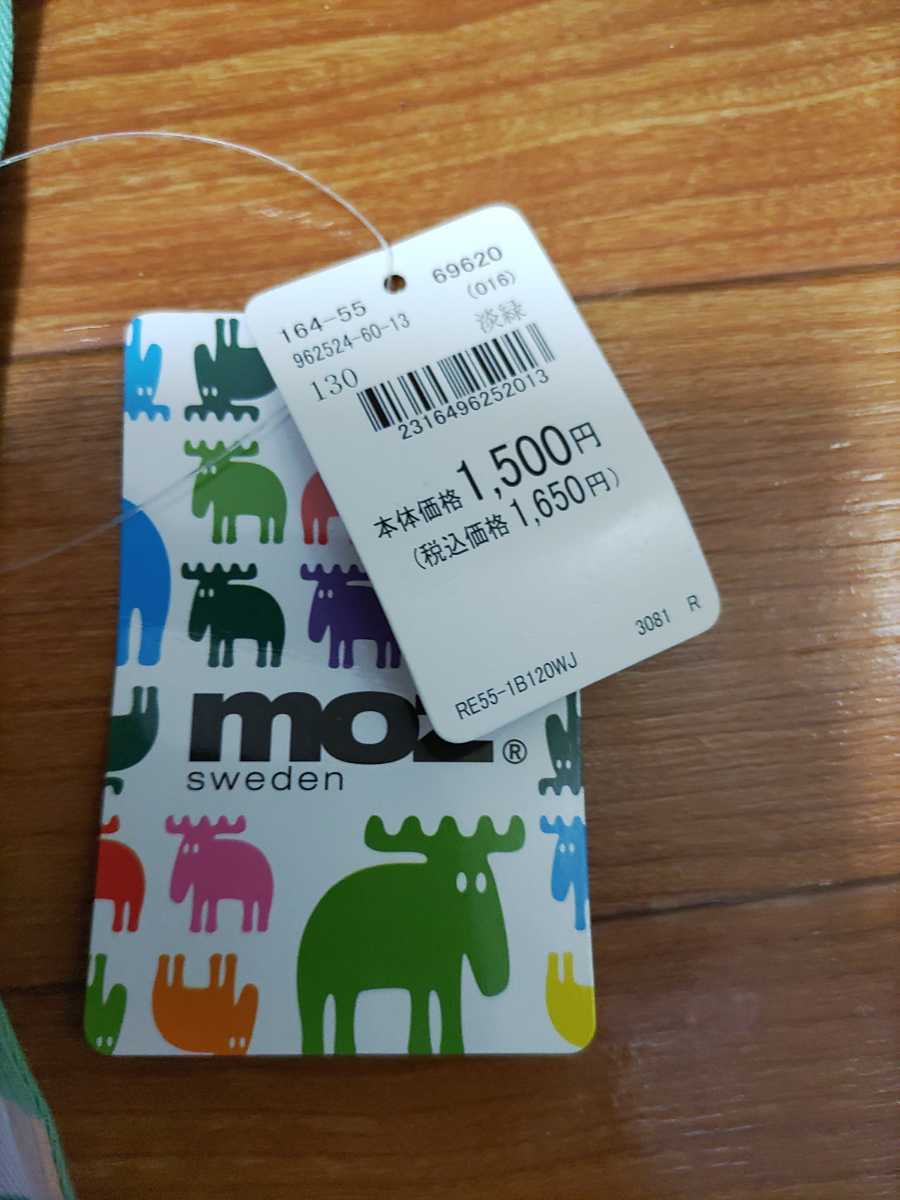 164-55 69620
962524-60-13 (016)
130 淡緑
2316496252013
本体価格 1,500円
(税込価格 1,650円)
3081 R
RE55-1B120WJ
moz®
sweden